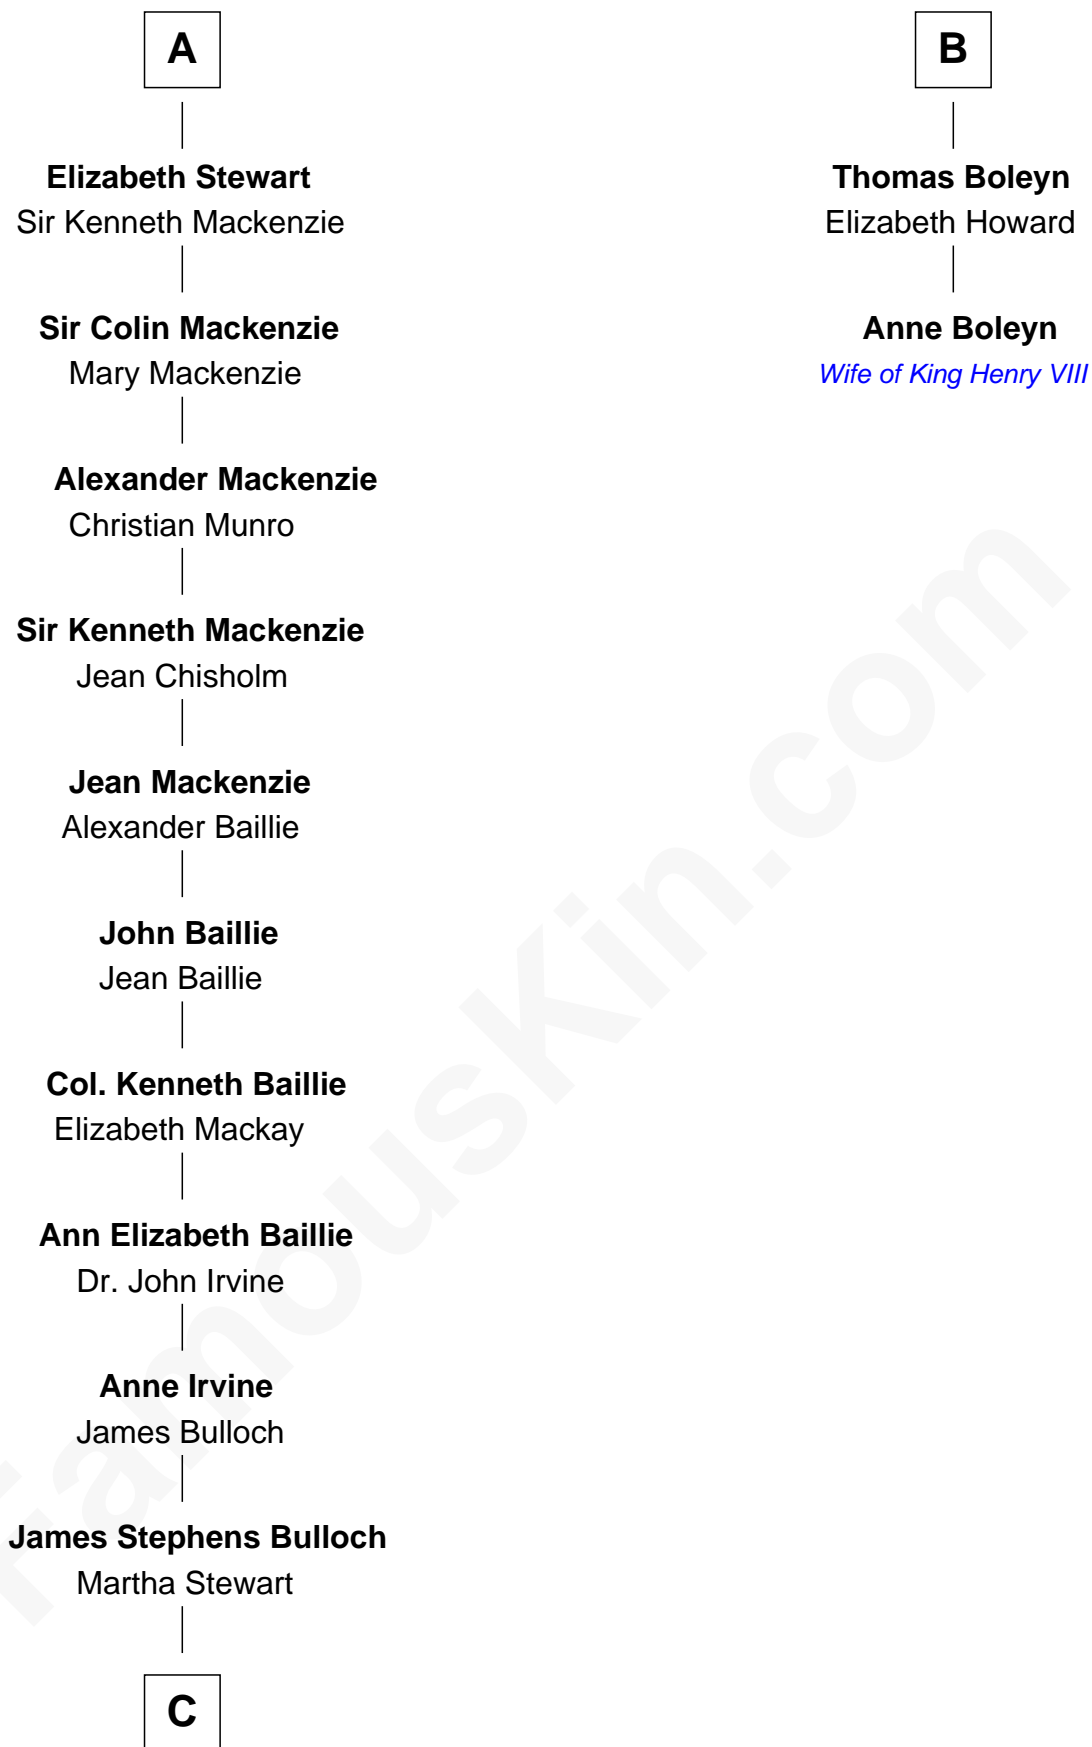 A
Elizabeth Stewart
Sir Kenneth Mackenzie
Sir Colin Mackenzie
Mary Mackenzie
Alexander Mackenzie
Christian Munro
Sir Kenneth Mackenzie
Jean Chisholm
Jean Mackenzie
Alexander Baillie
John Baillie
Jean Baillie
Col. Kenneth Baillie
Elizabeth Mackay
Ann Elizabeth Baillie
Dr. John Irvine
Anne Irvine
James Bulloch
James Stephens Bulloch
Martha Stewart
C
B
Thomas Boleyn
Elizabeth Howard
Anne Boleyn
Wife of King Henry VIII
FamousKin.com